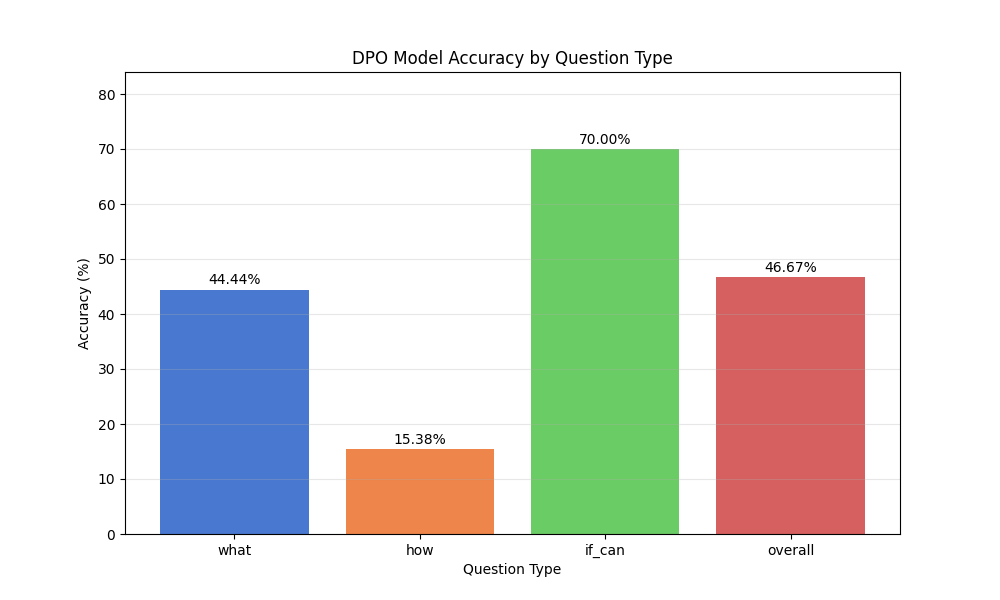 DPO Model Accuracy by Question Type
Accuracy (%)
80
70
60
50
40
30
20
10
0
44.44%
15.38%
70.00%
46.67%
what
how
if_can
overall
Question Type